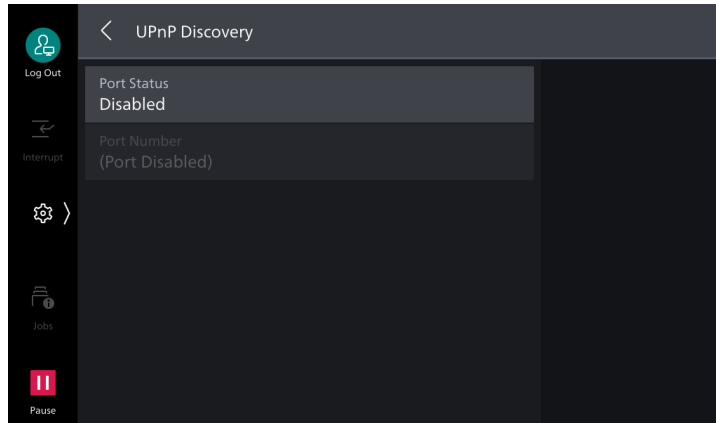 UPnP Discovery
Log Out
Port Status
Disabled
Port Number
(Port Disabled)
Interrupt
Jobs
Pause